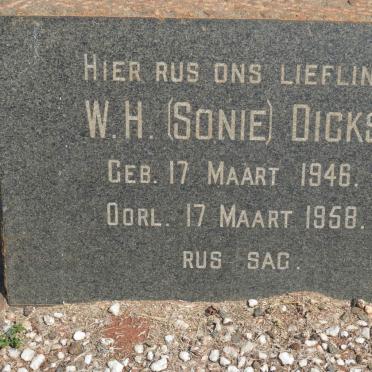 HIER RUS ONS LIEFLIN
W.H. (SONIE) DICKS
GEB. 17 MAART 1946.
OORL. 17 MAART 1958.
RUS SAG.